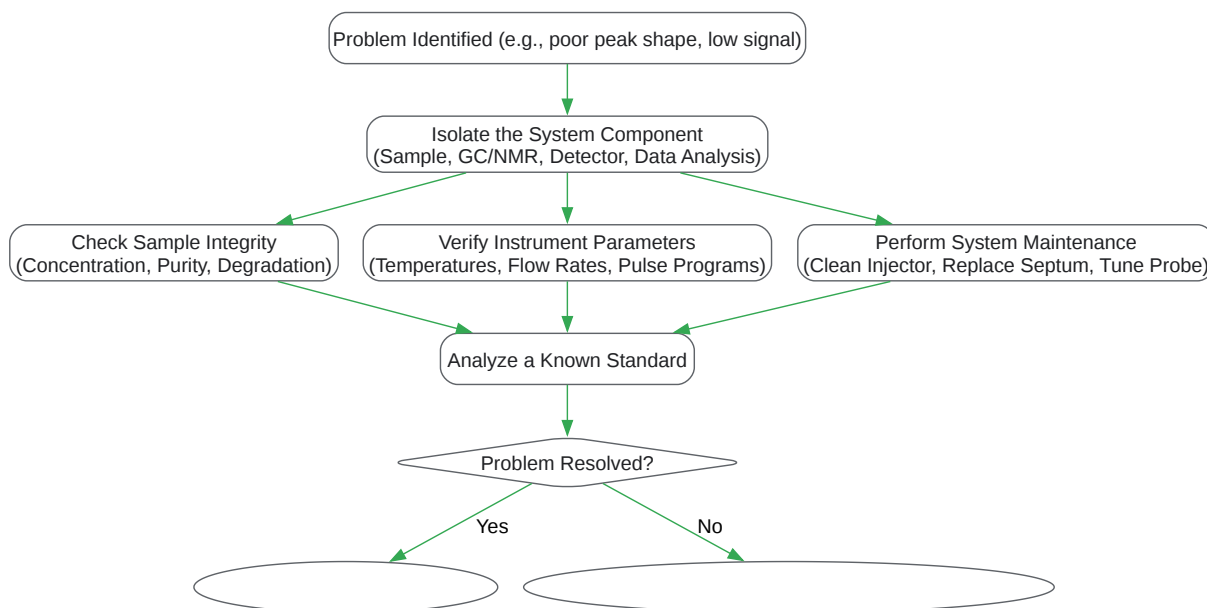 Problem Identified (e.g., poor peak shape, low signal)
Isolate the System Component
(Sample, GC/NMR, Detector, Data Analysis)
Check Sample Integrity
(Concentration, Purity, Degradation)
Verify Instrument Parameters
(Temperatures, Flow Rates, Pulse Programs)
Perform System Maintenance
(Clean Injector, Replace Septum, Tune Probe)
Analyze a Known Standard
Problem Resolved?
Yes
No